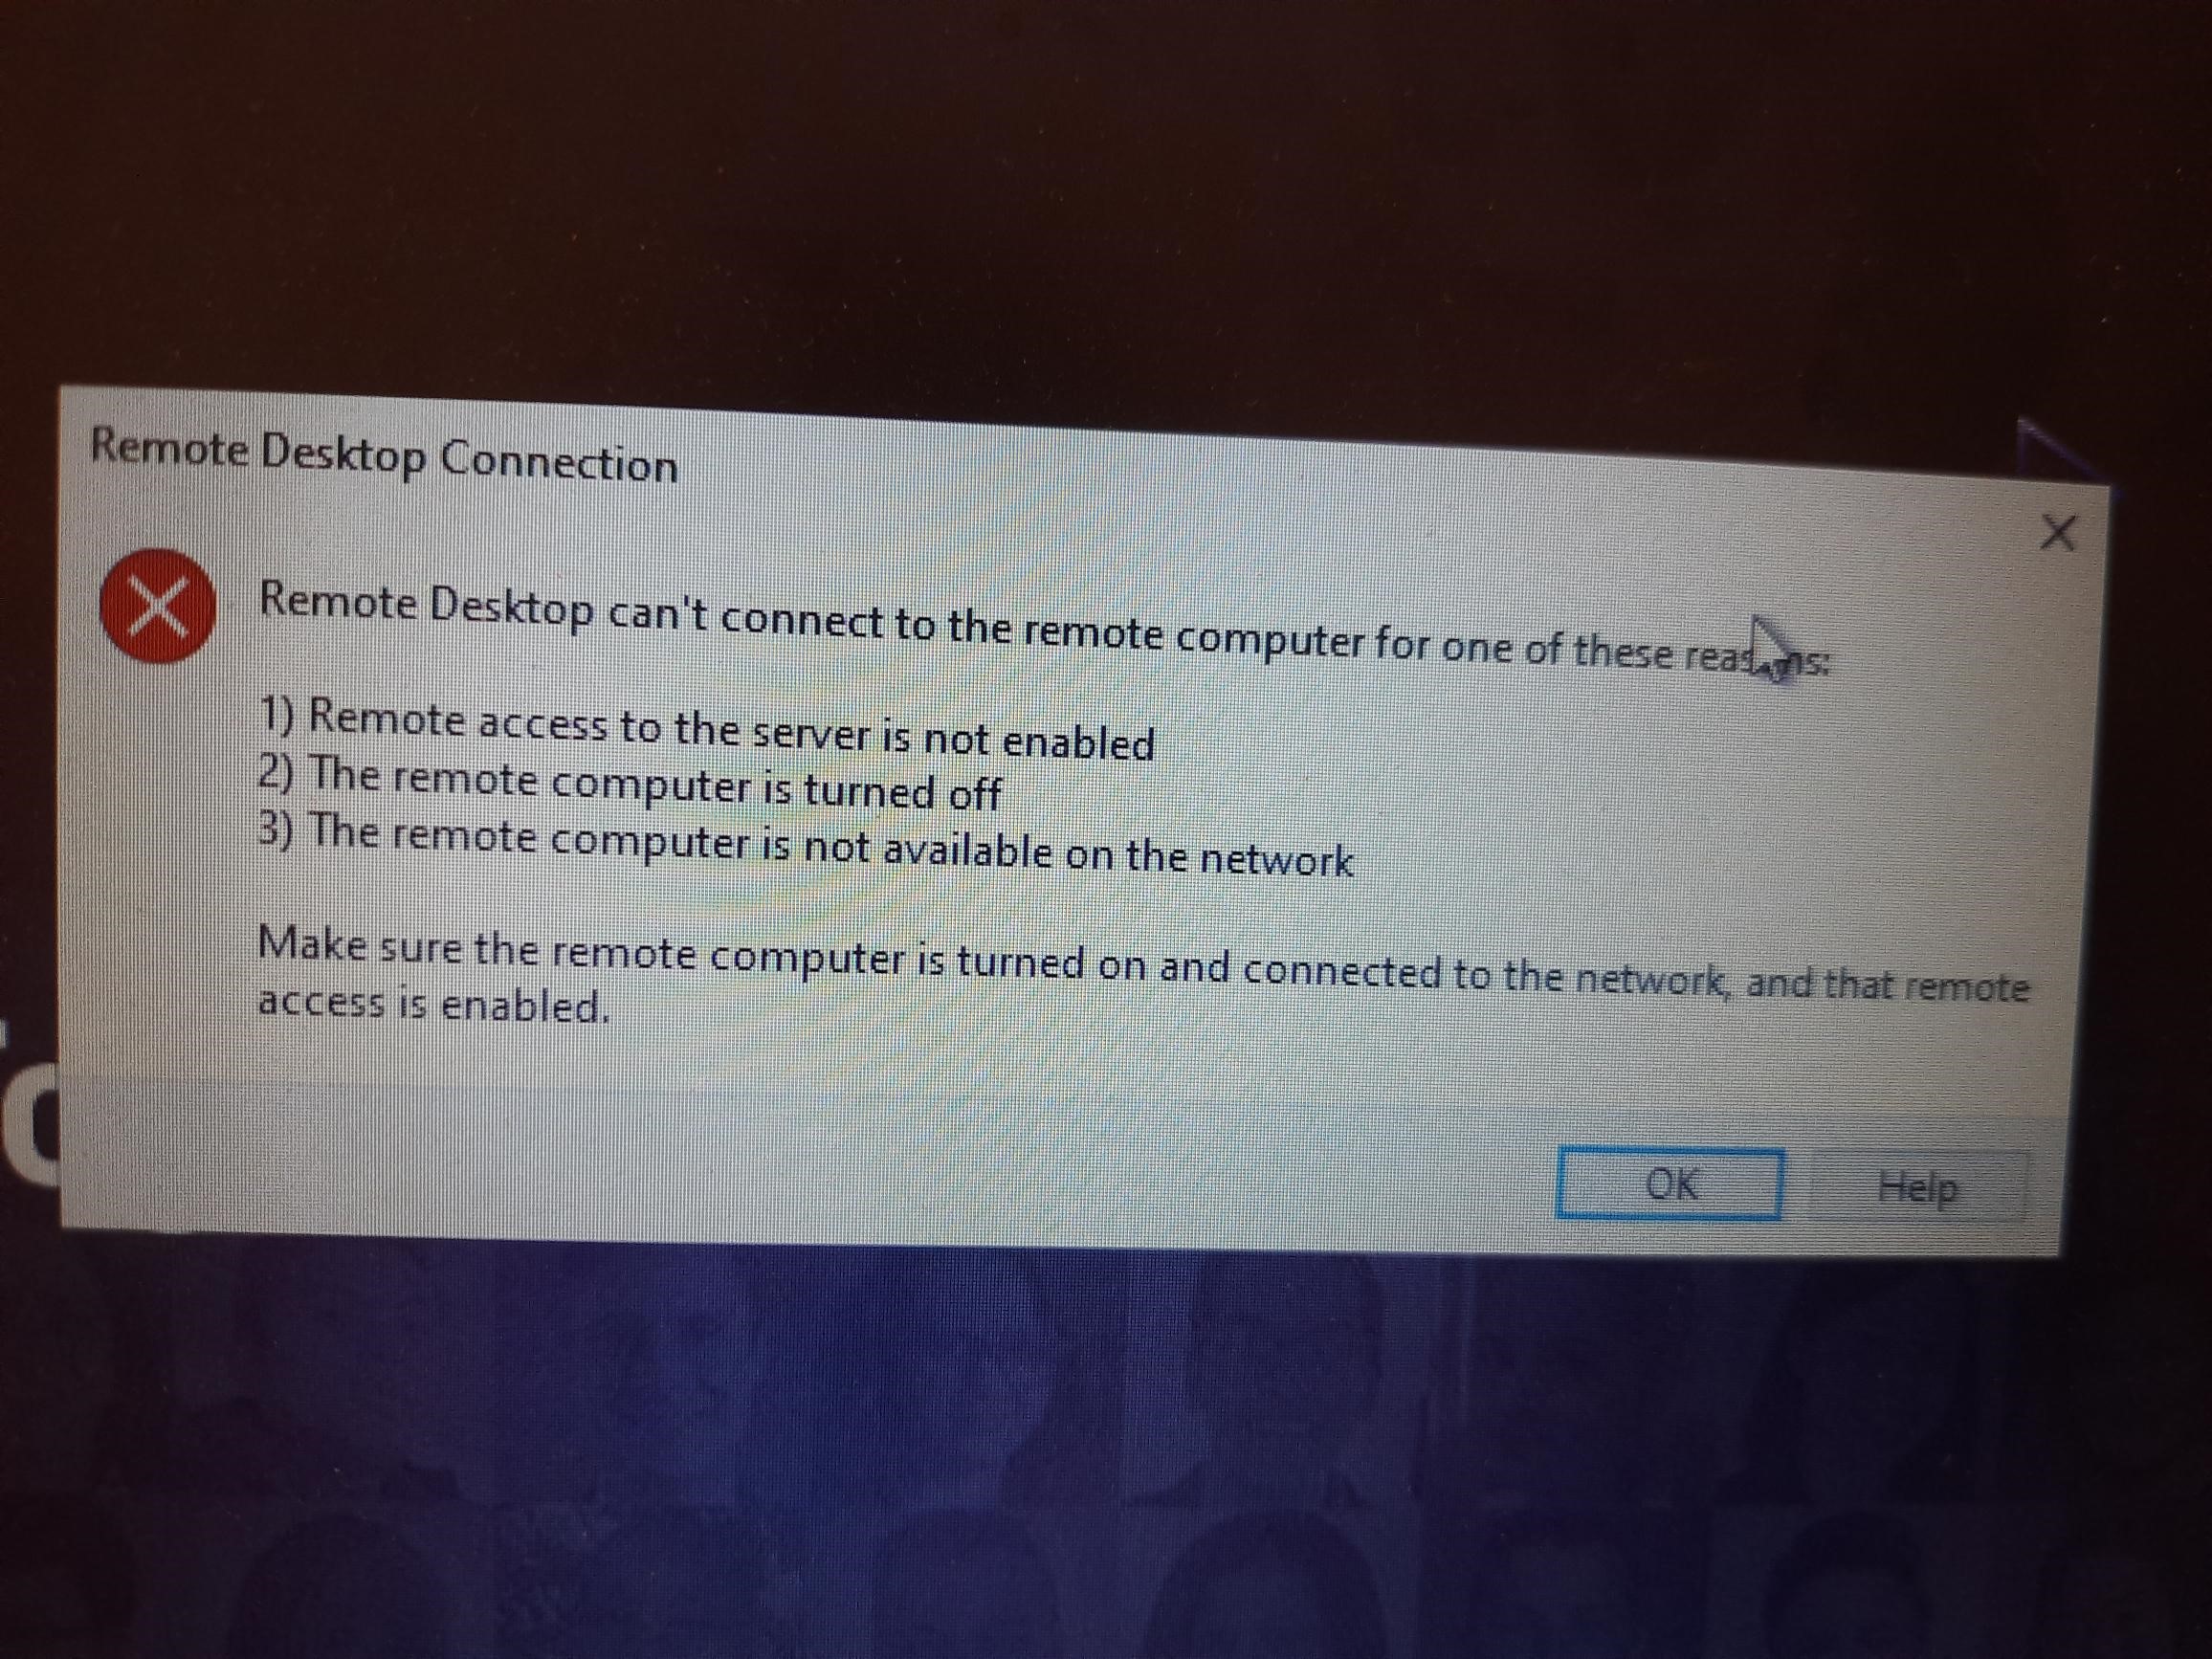 Remote Desktop Connection
Remote Desktop can't connect to the remote computer for one of these reasons:
1) Remote access to the server is not enabled
2) The remote computer is turned off
3) The remote computer is not available on the network
Make sure the remote computer is turned on and connected to the network, and that remote
access is enabled.
OK
Help